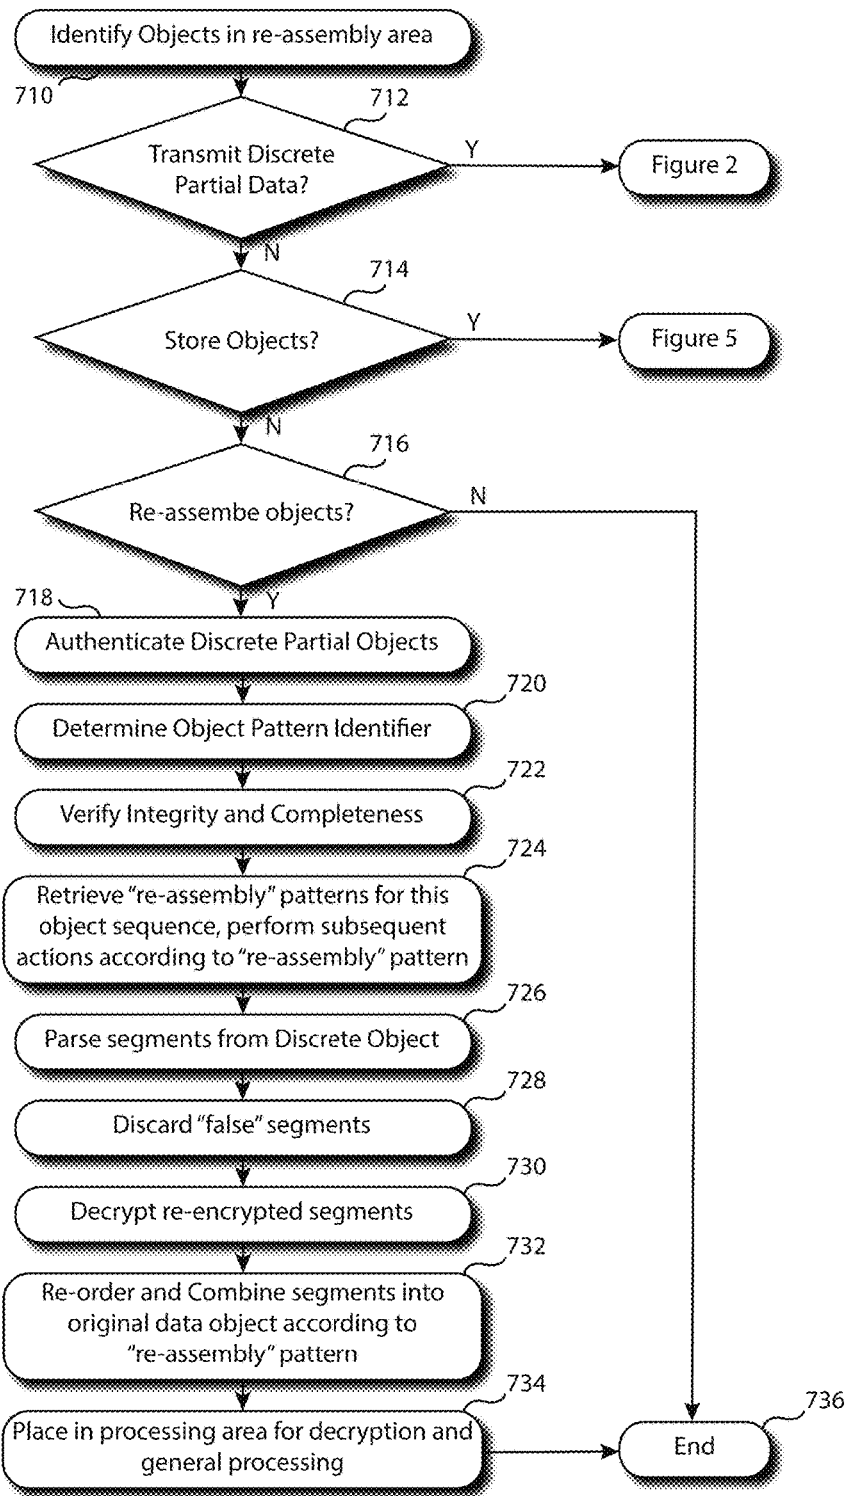 Identify Objects in re-assembly area
710
712
Transmit Discrete
Partial Data?
Y
Figure 2
N
714
Store Objects?
Y
Figure 5
N
716
Re-assembe objects?
N
Y
718
Authenticate Discrete Partial Objects
720
Determine Object Pattern Identifier
722
Verify Integrity and Completeness
724
Retrieve "re-assembly" patterns for this
object sequence, perform subsequent
actions according to "re-assembly" pattern
726
Parse segments from Discrete Object
728
Discard "false" segments
730
Decrypt re-encrypted segments
732
Re-order and Combine segments into
original data object according to
"re-assembly" pattern
734
Place in processing area for decryption and
general processing
736
End